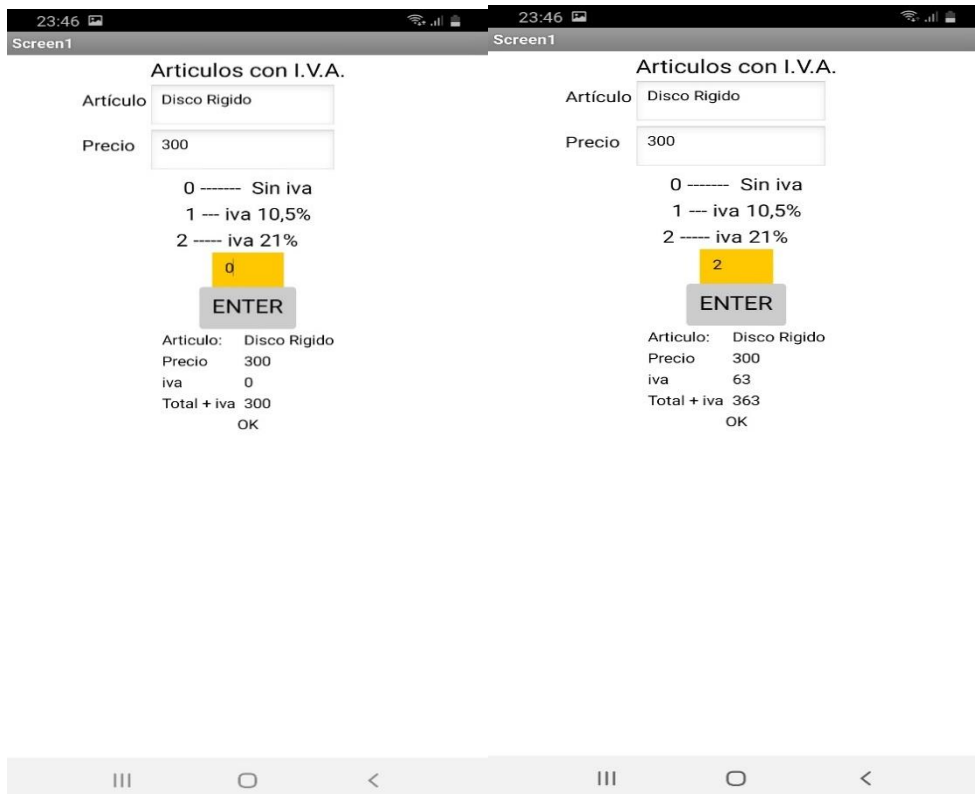 23:46
Screen1
Articulos con I.V.A.
Artículo Disco Rigido
Precio 300
0 ------- Sin iva
1 --- iva 10,5%
2 ----- iva 21%
0
ENTER
Articulo: Disco Rigido
Precio 300
iva 0
Total + iva 300
OK
23:46
Screen1
Articulos con I.V.A.
Artículo Disco Rigido
Precio 300
0 ------- Sin iva
1 --- iva 10,5%
2 ----- iva 21%
2
ENTER
Articulo: Disco Rigido
Precio 300
iva 63
Total + iva 363
OK